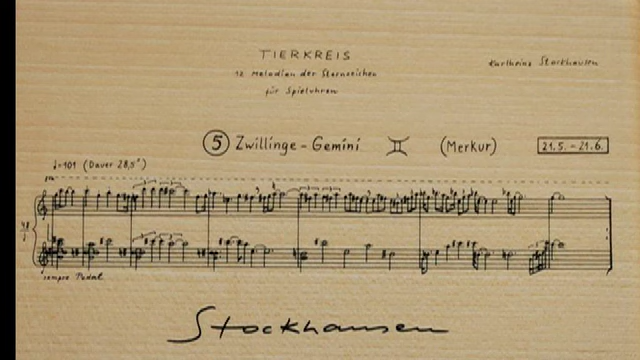 TIERKREIS
12 Melodien der Sternzeichen
für Spieluhren
Karlheinz Stockhausen
5 Zwillinge - Gemini ♊ (Merkur) 21.5. - 21.6.
♩=101 (Dauer 28,5")
sempre Pedal
Stockhausen